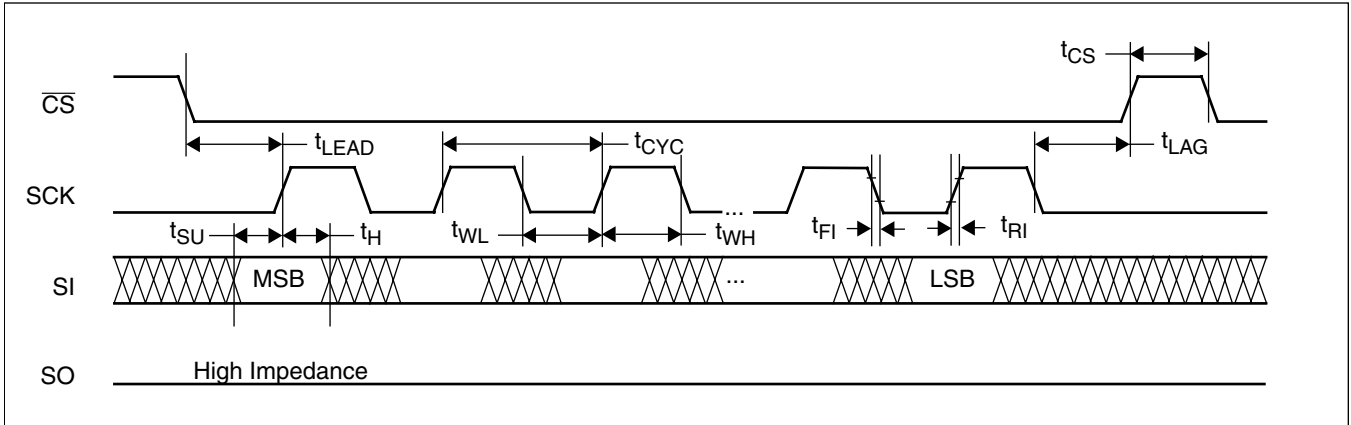 tCS
CS
tLEAD
tCYC
tLAG
SCK
...
tSU
tH
tWL
tWH
tFI
tRI
SI
MSB
...
LSB
SO
High Impedance